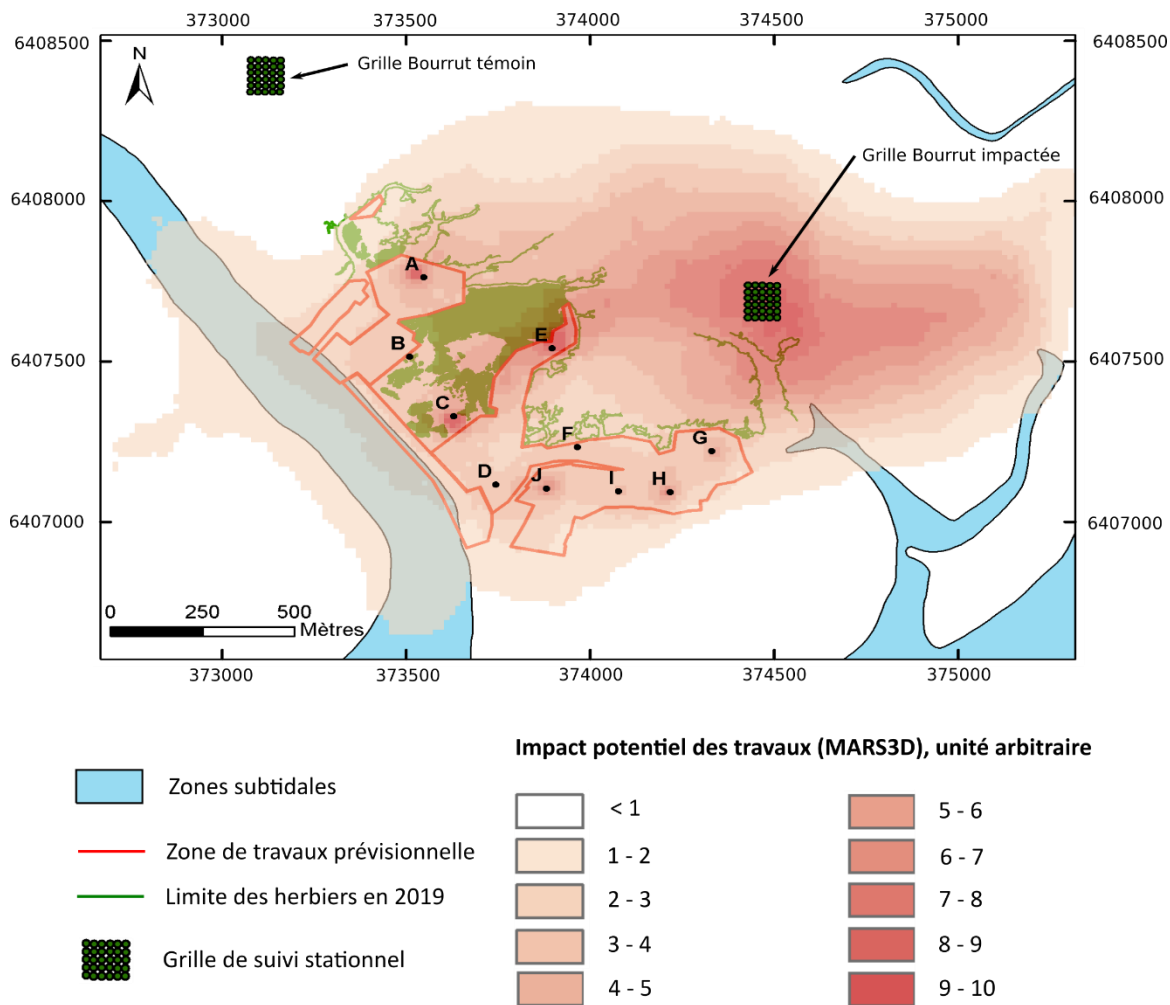 373000 373500 374000 374500 375000
6408500 6408500
N
Grille Bourrut témoin
Grille Bourrut impactée
6408000 6408000
A
B
E
6407500 6407500
C
F
G
D
J
I
H
6407000 6407000
0 250 500
Mètres
373000 373500 374000 374500 375000
Impact potentiel des travaux (MARS3D), unité arbitraire
Zones subtidales
Zone de travaux prévisionnelle
Limite des herbiers en 2019
Grille de suivi stationnel
< 1
1 - 2
2 - 3
3 - 4
4 - 5
5 - 6
6 - 7
7 - 8
8 - 9
9 - 10